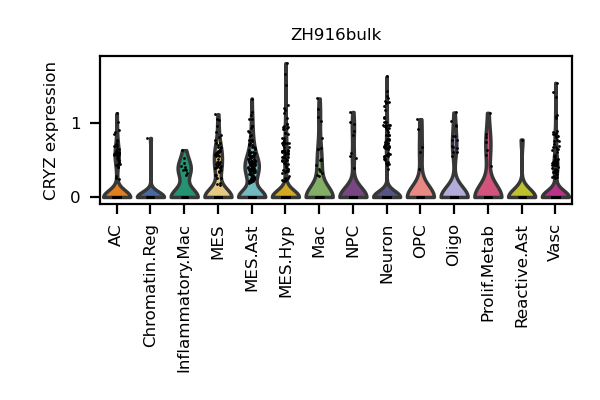 ZH916bulk
CRYZ expression
1
0
AC
Chromatin.Reg
Inflammatory.Mac
MES
MES.Ast
MES.Hyp
Mac
NPC
Neuron
OPC
Oligo
Prolif.Metab
Reactive.Ast
Vasc